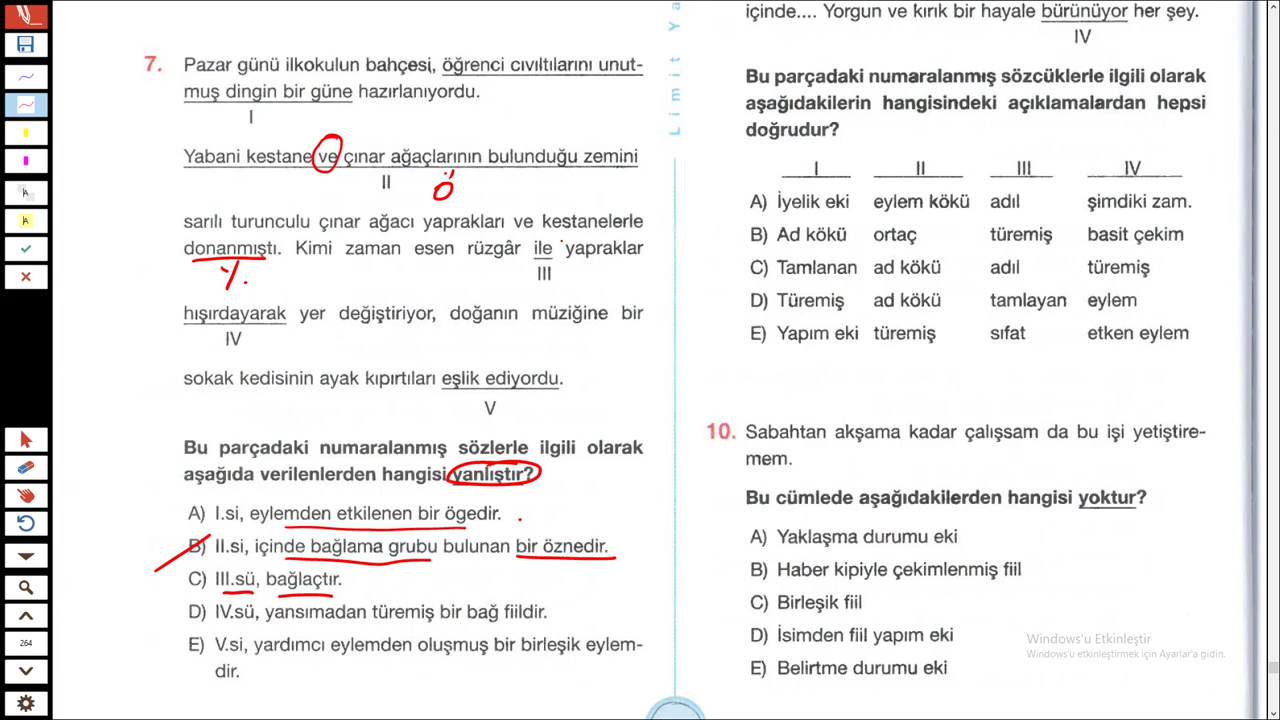 7. Pazar günü ilkokulun bahçesi, öğrenci cıvıltılarını unut-
muş dingin bir güne hazırlanıyordu.
I
Yabani kestane ve çınar ağaçlarının bulunduğu zemini
II
Ö
sarılı turunculu çınar ağacı yaprakları ve kestanelerle
donanmıştı. Kimi zaman esen rüzgâr ile yapraklar
Y.
III
hışırdayarak yer değiştiriyor, doğanın müziğine bir
IV
sokak kedisinin ayak kıpırtıları eşlik ediyordu.
V
Bu parçadaki numaralanmış sözlerle ilgili olarak
aşağıda verilenlerden hangisi yanlıştır?
A) I.si, eylemden etkilenen bir ögedir.
B) II.si, içinde bağlama grubu bulunan bir öznedir.
C) III.sü, bağlaçtır.
D) IV.sü, yansımadan türemiş bir bağ fiildir.
E) V.si, yardımcı eylemden oluşmuş bir birleşik eylem-
dir.
264
Limit Ya
içinde.... Yorgun ve kırık bir hayale bürünüyor her şey.
IV
Bu parçadaki numaralanmış sözcüklerle ilgili olarak
aşağıdakilerin hangisindeki açıklamalardan hepsi
doğrudur?
I II III IV
A) İyelik eki eylem kökü adıl şimdiki zam.
B) Ad kökü ortaç türemiş basit çekim
C) Tamlanan ad kökü adıl türemiş
D) Türemiş ad kökü tamlayan eylem
E) Yapım eki türemiş sıfat etken eylem
10. Sabahtan akşama kadar çalışsam da bu işi yetiştire-
mem.
Bu cümlede aşağıdakilerden hangisi yoktur?
A) Yaklaşma durumu eki
B) Haber kipiyle çekimlenmiş fiil
C) Birleşik fiil
D) İsimden fiil yapım eki
E) Belirtme durumu eki
Windows'u Etkinleştir
Windows'u etkinleştirmek için Ayarlar'a gidin.